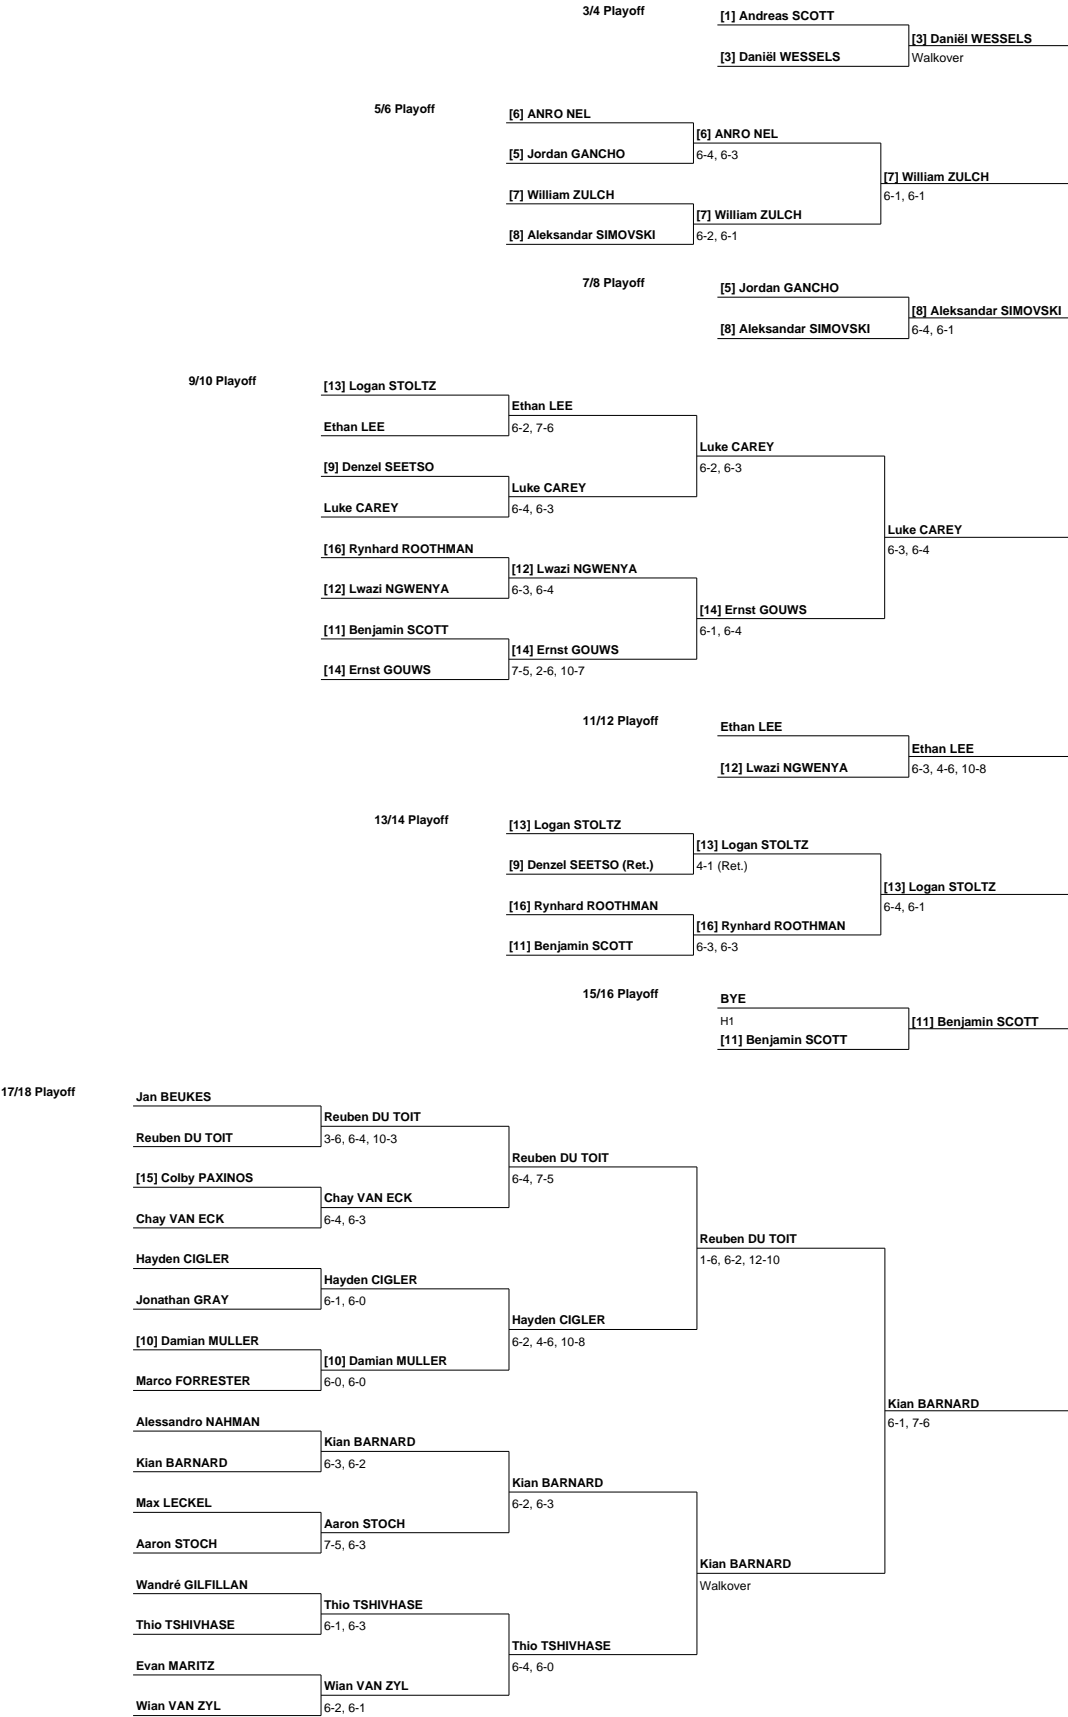 3/4 Playoff
[1] Andreas SCOTT
[3] Daniël WESSELS
[3] Daniël WESSELS
Walkover
5/6 Playoff
[6] ANRO NEL
[6] ANRO NEL
[5] Jordan GANCHO
6-4, 6-3
[7] William ZULCH
6-1, 6-1
[7] William ZULCH
[7] William ZULCH
[8] Aleksandar SIMOVSKI
6-2, 6-1
7/8 Playoff
[5] Jordan GANCHO
[8] Aleksandar SIMOVSKI
[8] Aleksandar SIMOVSKI
6-4, 6-1
9/10 Playoff
[13] Logan STOLTZ
Ethan LEE
Ethan LEE
6-2, 7-6
Luke CAREY
6-2, 6-3
[9] Denzel SEETSO
Luke CAREY
Luke CAREY
6-4, 6-3
Luke CAREY
6-3, 6-4
[16] Rynhard ROOTHMAN
[12] Lwazi NGWENYA
[12] Lwazi NGWENYA
6-3, 6-4
[14] Ernst GOUWS
6-1, 6-4
[11] Benjamin SCOTT
[14] Ernst GOUWS
[14] Ernst GOUWS
7-5, 2-6, 10-7
11/12 Playoff
Ethan LEE
Ethan LEE
[12] Lwazi NGWENYA
6-3, 4-6, 10-8
13/14 Playoff
[13] Logan STOLTZ
[13] Logan STOLTZ
[9] Denzel SEETSO (Ret.)
4-1 (Ret.)
[13] Logan STOLTZ
6-4, 6-1
[16] Rynhard ROOTHMAN
[16] Rynhard ROOTHMAN
[11] Benjamin SCOTT
6-3, 6-3
15/16 Playoff
BYE
H1
[11] Benjamin SCOTT
[11] Benjamin SCOTT
17/18 Playoff
Jan BEUKES
Reuben DU TOIT
Reuben DU TOIT
3-6, 6-4, 10-3
Reuben DU TOIT
6-4, 7-5
[15] Colby PAXINOS
Chay VAN ECK
Chay VAN ECK
6-4, 6-3
Reuben DU TOIT
1-6, 6-2, 12-10
Hayden CIGLER
Hayden CIGLER
Jonathan GRAY
6-1, 6-0
Hayden CIGLER
6-2, 4-6, 10-8
[10] Damian MULLER
[10] Damian MULLER
Marco FORRESTER
6-0, 6-0
Kian BARNARD
6-1, 7-6
Alessandro NAHMAN
Kian BARNARD
Kian BARNARD
6-3, 6-2
Kian BARNARD
6-2, 6-3
Max LECKEL
Aaron STOCH
Aaron STOCH
7-5, 6-3
Kian BARNARD
Walkover
Wandré GILFILLAN
Thio TSHIVHASE
Thio TSHIVHASE
6-1, 6-3
Thio TSHIVHASE
6-4, 6-0
Evan MARITZ
Wian VAN ZYL
Wian VAN ZYL
6-2, 6-1